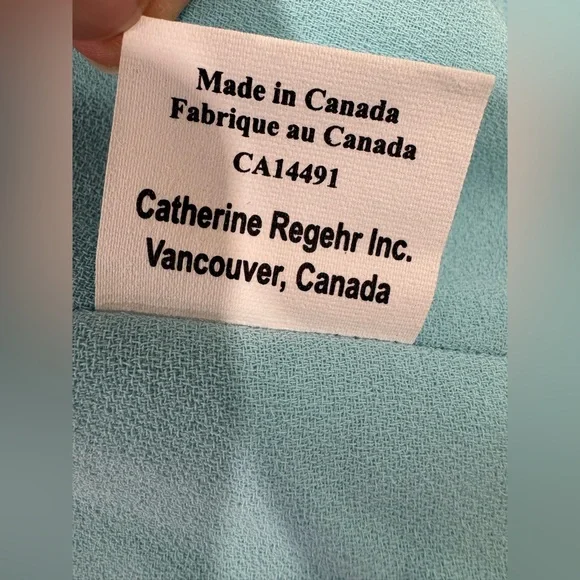 Made in Canada
Fabrique au Canada
CA14491
Catherine Regehr Inc.
Vancouver, Canada